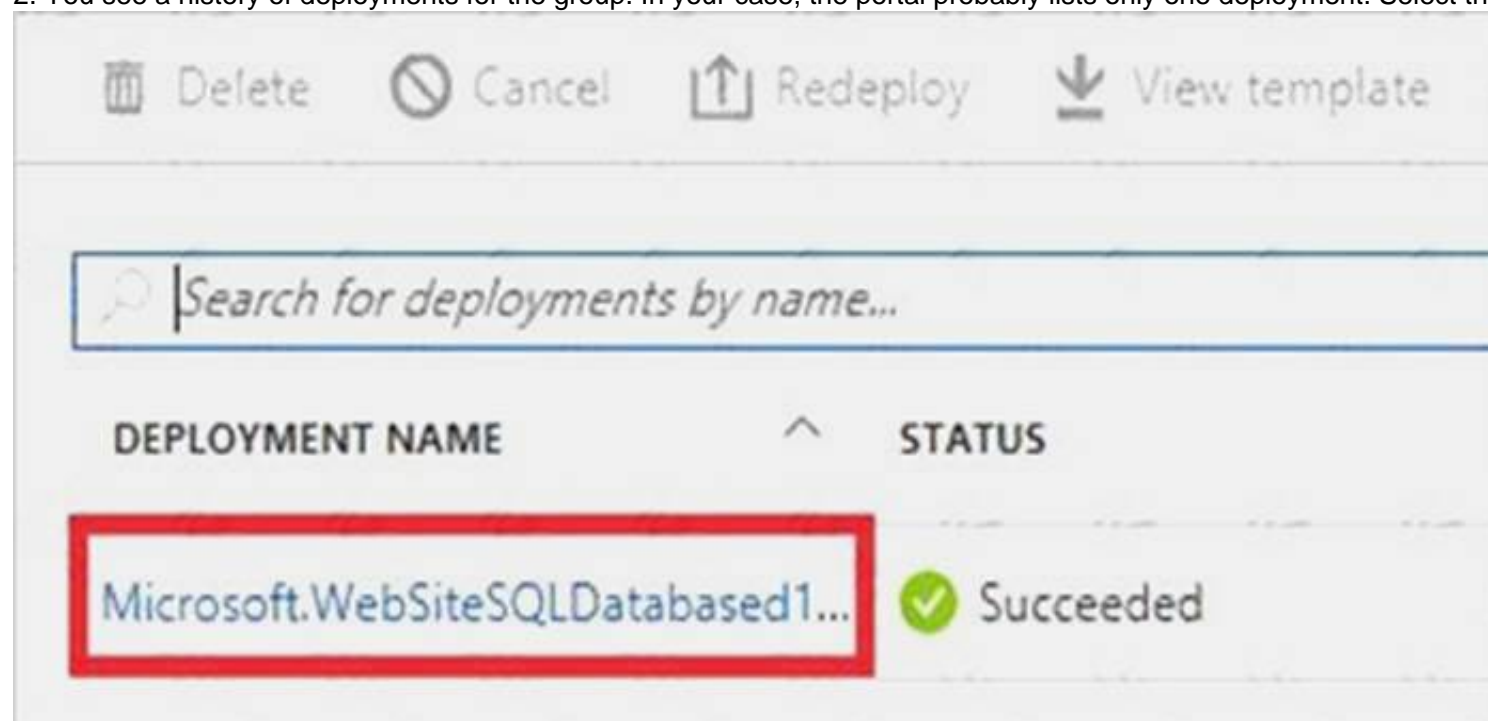 2. You see a history of deployments for the group. In your case, the portal probably lists only one deployment. Select th
Delete Cancel Redeploy View template
Search for deployments by name...
DEPLOYMENT NAME STATUS
Microsoft.WebSiteSQLDatabased1... Succeeded